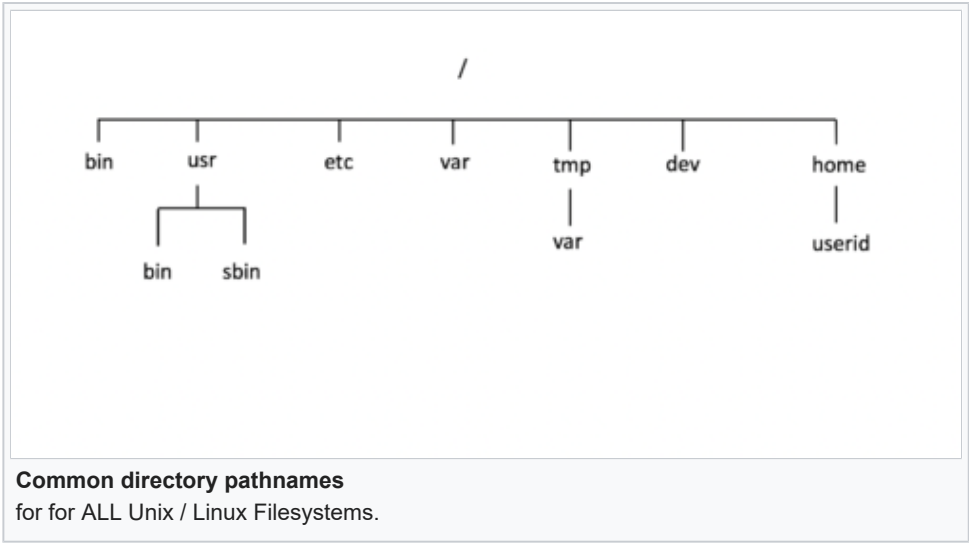 /
bin usr etc var tmp dev home
var userid
bin sbin
Common directory pathnames
for for ALL Unix / Linux Filesystems.